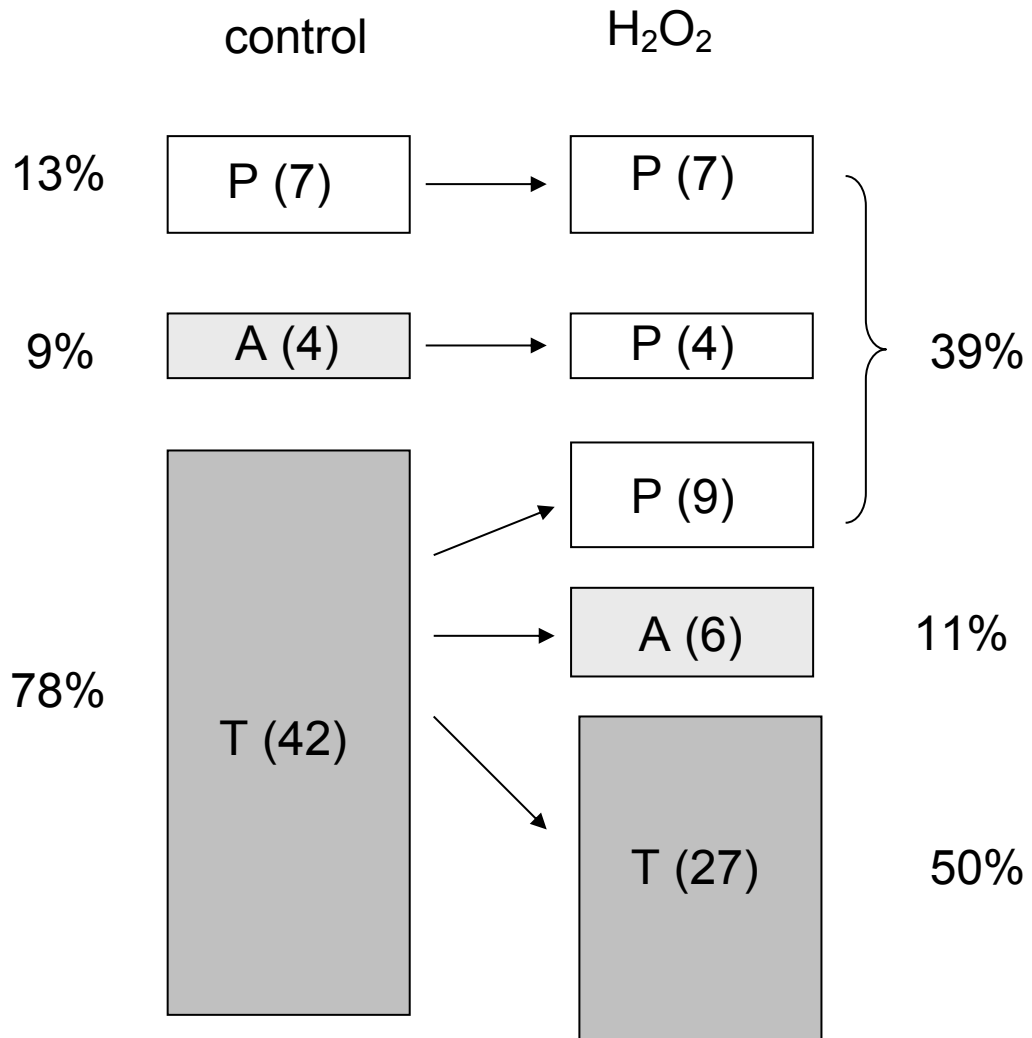 control H₂O₂
13% P (7) P (7)
9% A (4) P (4) 39%
P (9)
A (6) 11%
78% T (42)
T (27) 50%